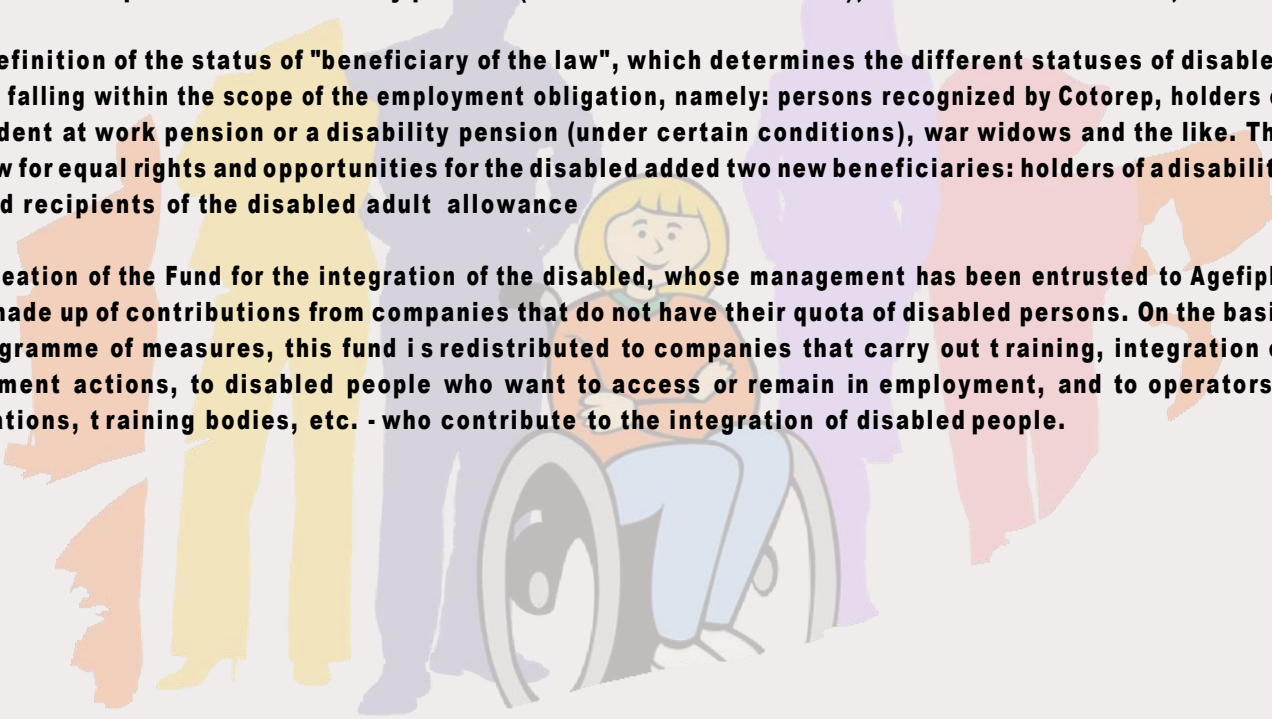 efinition of the status of "beneficiary of the law", which determines the different statuses of disable
falling within the scope of the employment obligation, namely: persons recognized by Cotorep, holders
dent at work pension or a disability pension (under certain conditions), war widows and the like. Th
w for equal rights and opportunities for the disabled added two new beneficiaries: holders of a disabilit
d recipients of the disabled adult allowance
eation of the Fund for the integration of the disabled, whose management has been entrusted to Agefip
made up of contributions from companies that do not have their quota of disabled persons. On the basi
gramme of measures, this fund is redistributed to companies that carry out training, integration
ment actions, to disabled people who want to access or remain in employment, and to operators
ations, training bodies, etc. - who contribute to the integration of disabled people.